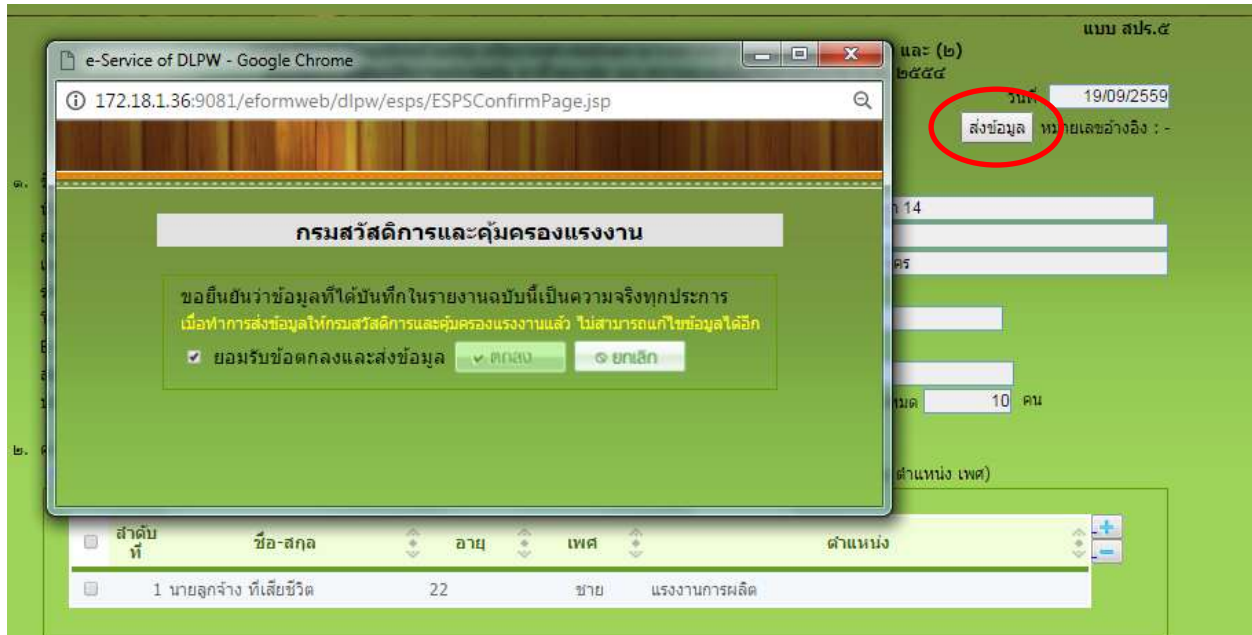 แบบ สปร.๕
e-Service of DLPW - Google Chrome
และ (๒)
๒๕๕๔
172.18.1.36:9081/eformweb/dlpw/esps/ESPSConfirmPage.jsp
วันที่ 19/09/2559
ส่งข้อมูล หมายเลขอ้างอิง : -
๑.
14
กรมสวัสดิการและคุ้มครองแรงงาน
ขอยืนยันว่าข้อมูลที่ได้บันทึกในรายงานฉบับนี้เป็นความจริงทุกประการ
เมื่อทำการส่งข้อมูลให้กรมสวัสดิการและคุ้มครองแรงงานแล้ว ไม่สามารถแก้ไขข้อมูลได้อีก
ยอมรับข้อตกลงและส่งข้อมูล ตกลง ยกเลิก
10 คน
๒.
ตำแหน่ง เพศ)
ลำดับที่ ชื่อ-สกุล อายุ เพศ ตำแหน่ง
1 นายลูกจ้าง ที่เสียชีวิต 22 ชาย แรงงานการผลิต